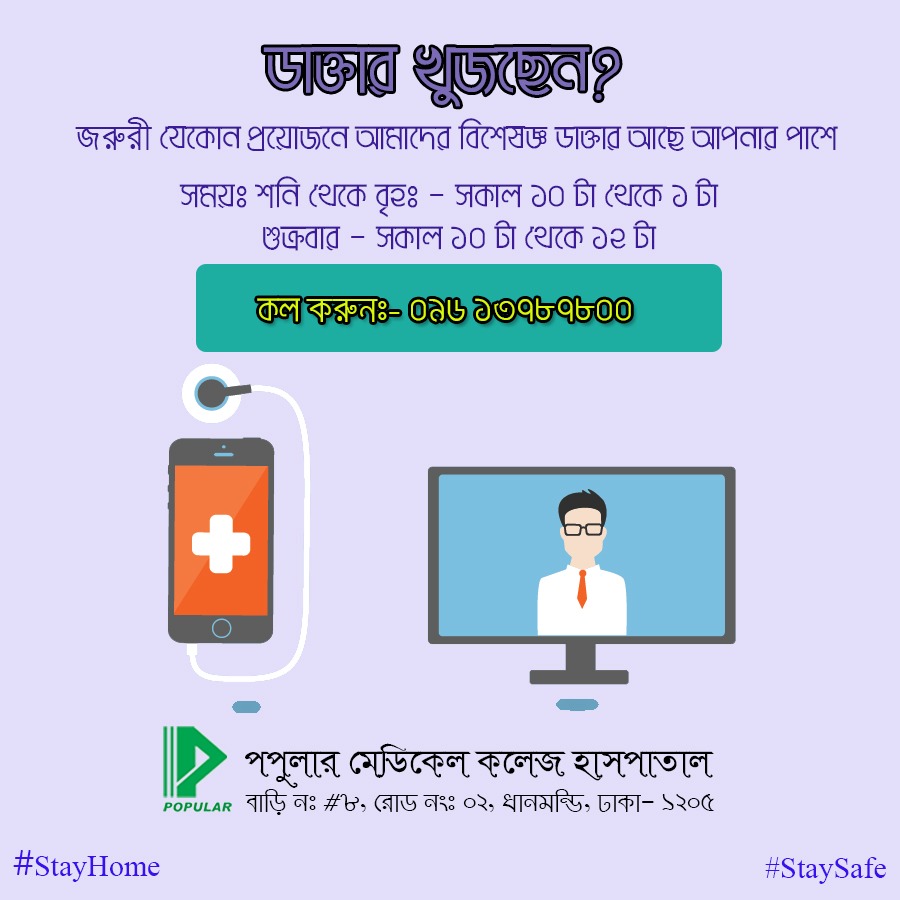 ডাক্তার খুজছেন?
জরুরী যেকোন প্রয়োজনে আমাদের বিশেষজ্ঞ ডাক্তার আছে আপনার পাশে
সময়ঃ শনি থেকে বৃহঃ – সকাল ১০ টা থেকে ১ টা
শুক্রবার – সকাল ১০ টা থেকে ১২ টা
কল করুনঃ- ০৯৬ ১৩৭৮৭৮০০
পপুলার মেডিকেল কলেজ হাসপাতাল
POPULAR
বাড়ি নঃ #৮, রোড নংঃ ০২, ধানমন্ডি, ঢাকা- ১২০৫
#StayHome
#StaySafe